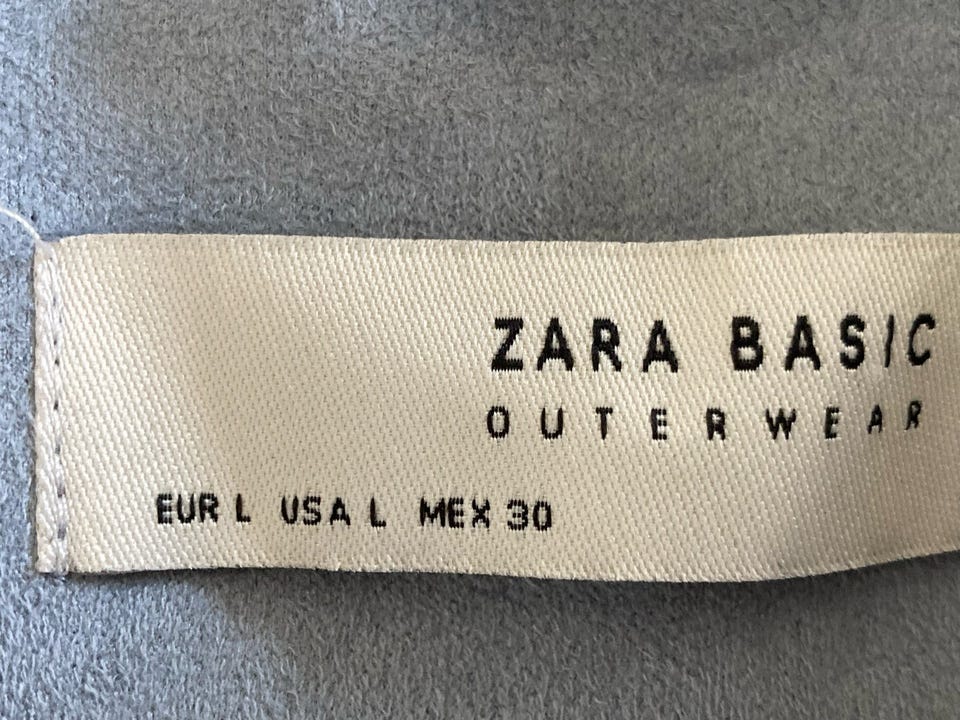 ZARA BASIC
OUTERWEAR
EUR L USA L MEX 30